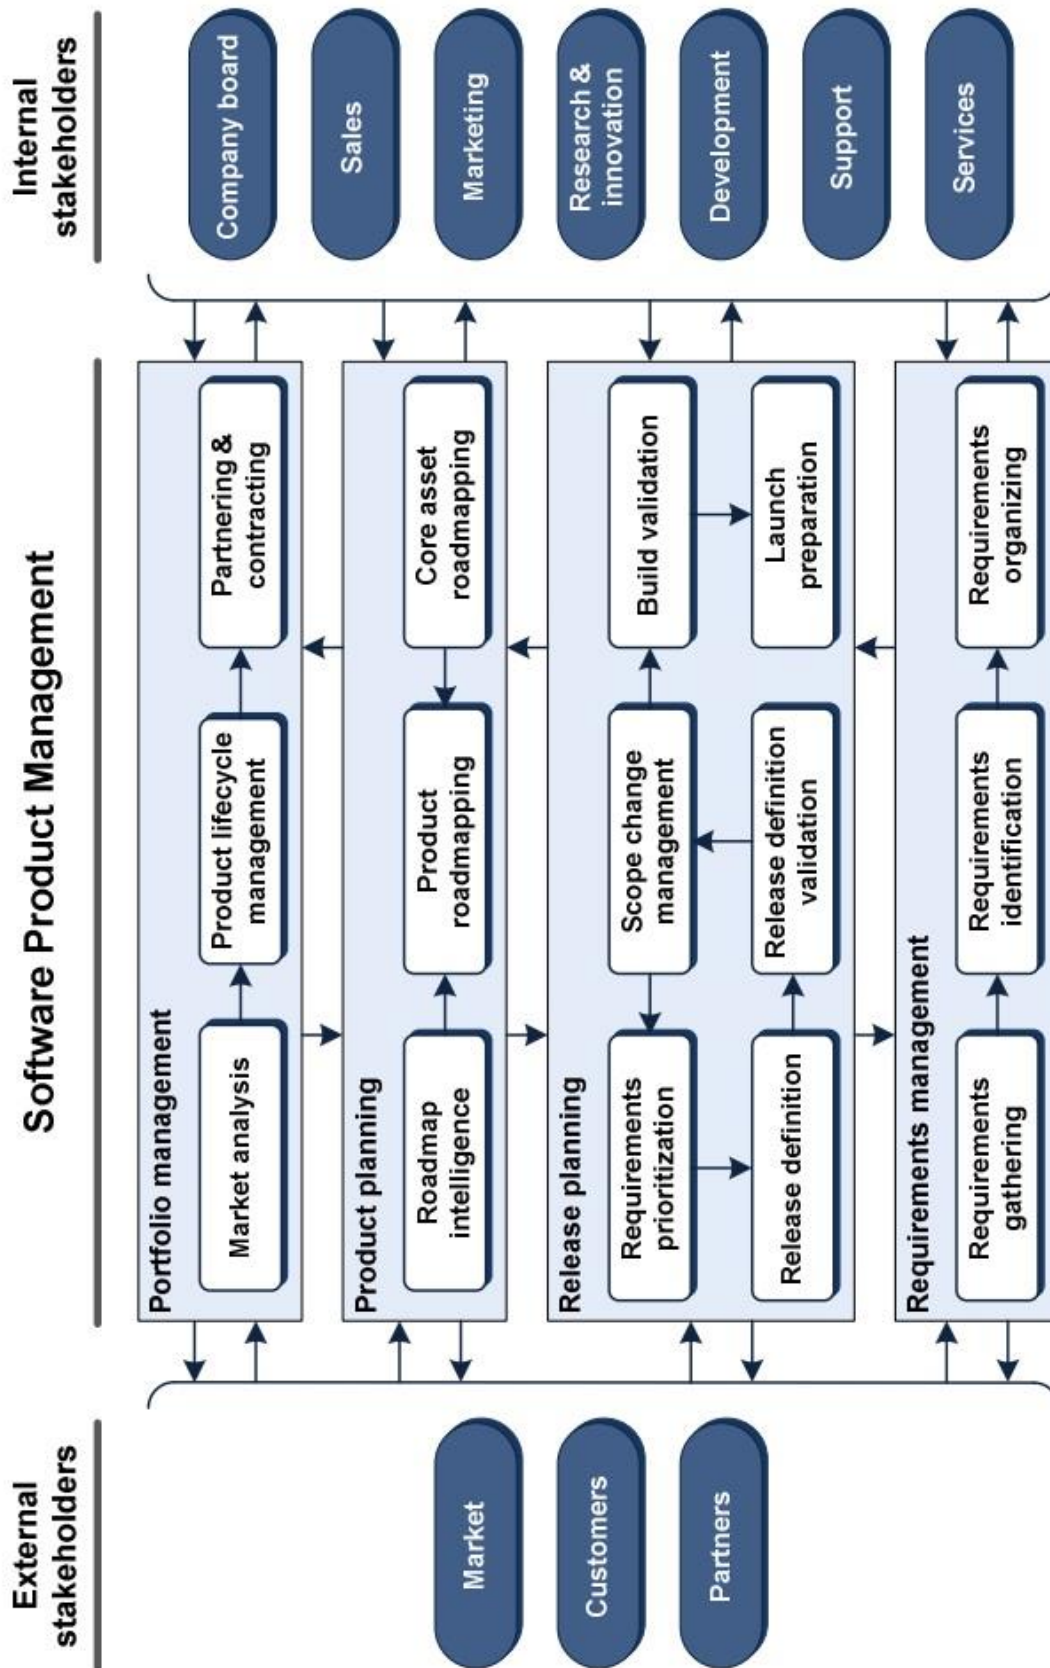 Software Product Management
External
stakeholders
Market
Customers
Partners
Portfolio management
Market analysis
Product lifecycle
management
Partnering &
contracting
Product planning
Roadmap
intelligence
Product
roadmapping
Core asset
roadmapping
Release planning
Requirements
prioritization
Scope change
management
Build validation
Release definition
Release definition
validation
Launch
preparation
Requirements management
Requirements
gathering
Requirements
identification
Requirements
organizing
Internal
stakeholders
Company board
Sales
Marketing
Research &
innovation
Development
Support
Services